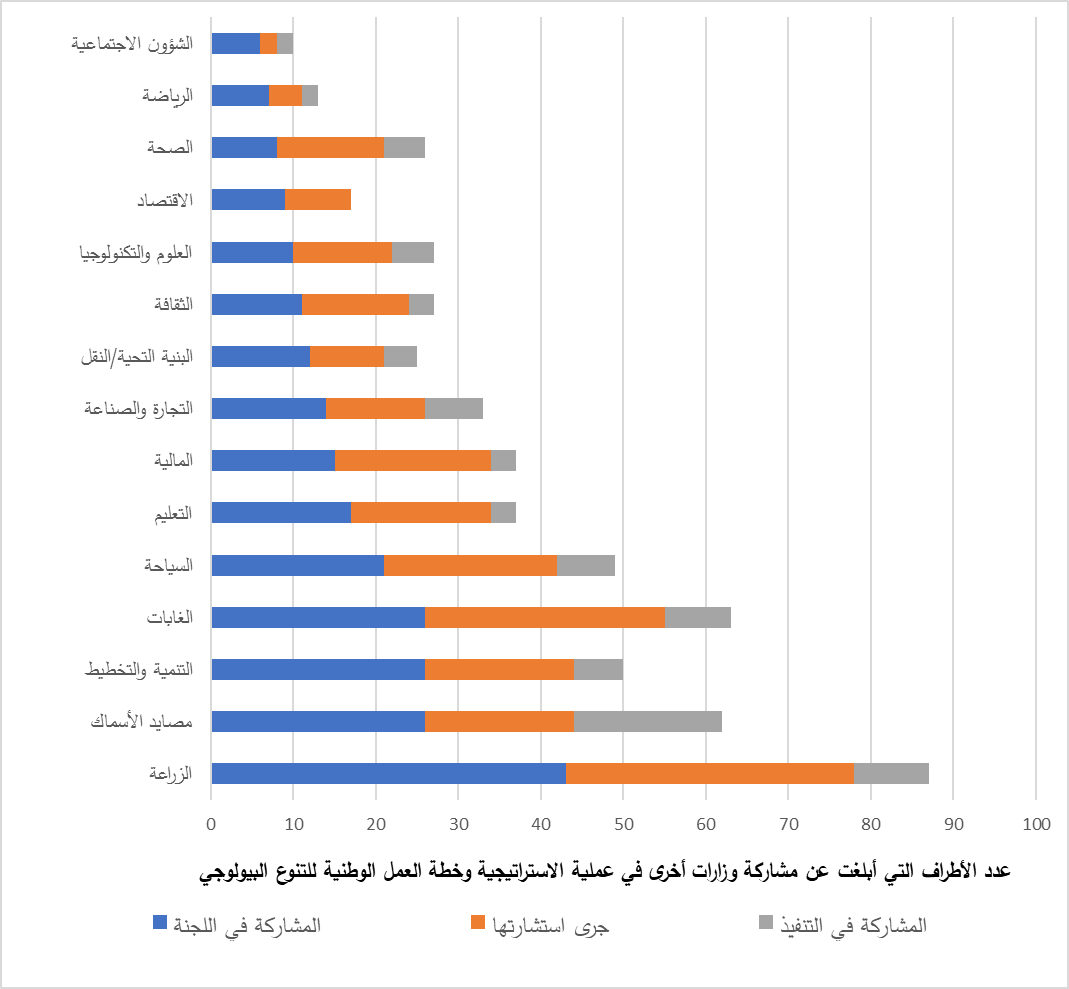 الشؤون الاجتماعية
الرياضة
الصحة
الاقتصاد
العلوم والتكنولوجيا
الثقافة
البنية التحية/النقل
التجارة والصناعة
المالية
التعليم
السياحة
الغابات
التنمية والتخطيط
مصايد الأسماك
الزراعة
0 10 20 30 40 50 60 70 80 90 100
عدد الأطراف التي أبلغت عن مشاركة وزارات أخرى في عملية الاستراتيجية وخطة العمل الوطنية للتنوع البيولوجي
المشاركة في اللجنة
جرى استشارتها
المشاركة في التنفيذ